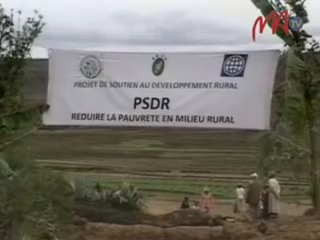 PROJET DE SOUTIEN AU DEVELOPPEMENT RURAL
PSDR
REDUIRE LA PAUVRETE EN MILIEU RURAL